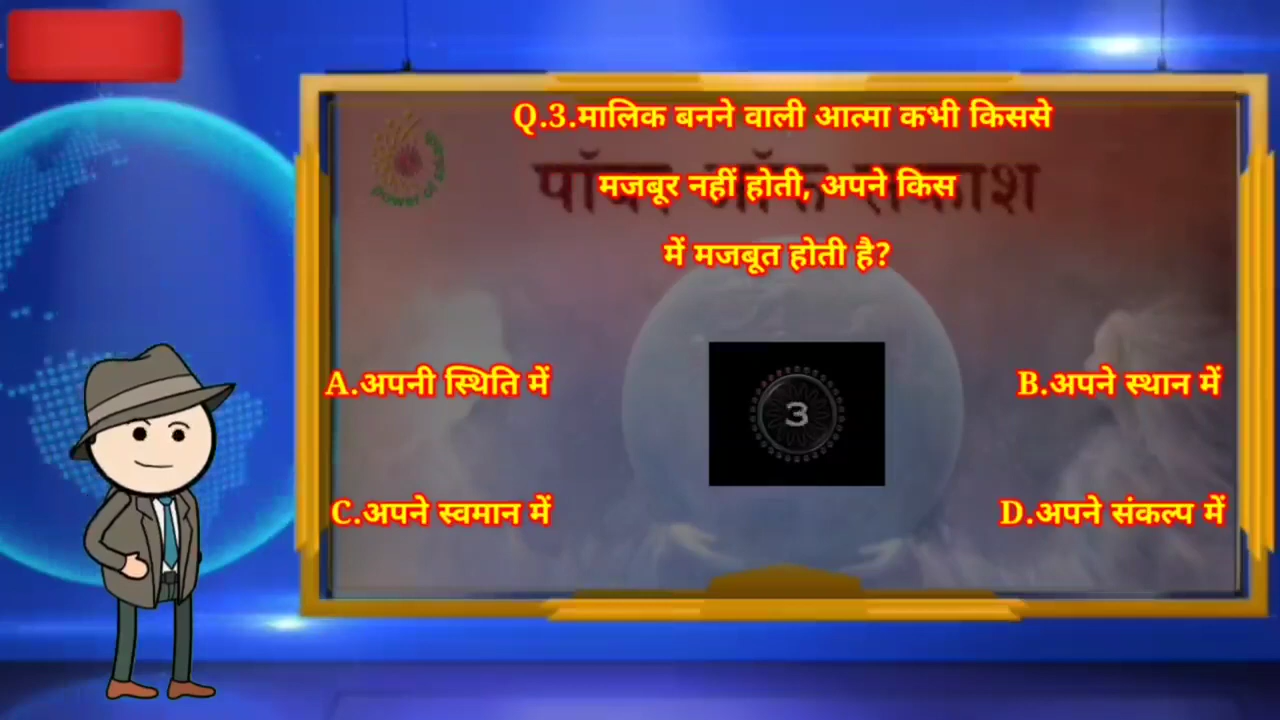 Q.3.मालिक बनने वाली आत्मा कभी किससे
मजबूर नहीं होती, अपने किस
में मजबूत होती है?
A.अपनी स्थिति में
B.अपने स्थान में
3
C.अपने स्वमान में
D.अपने संकल्प में